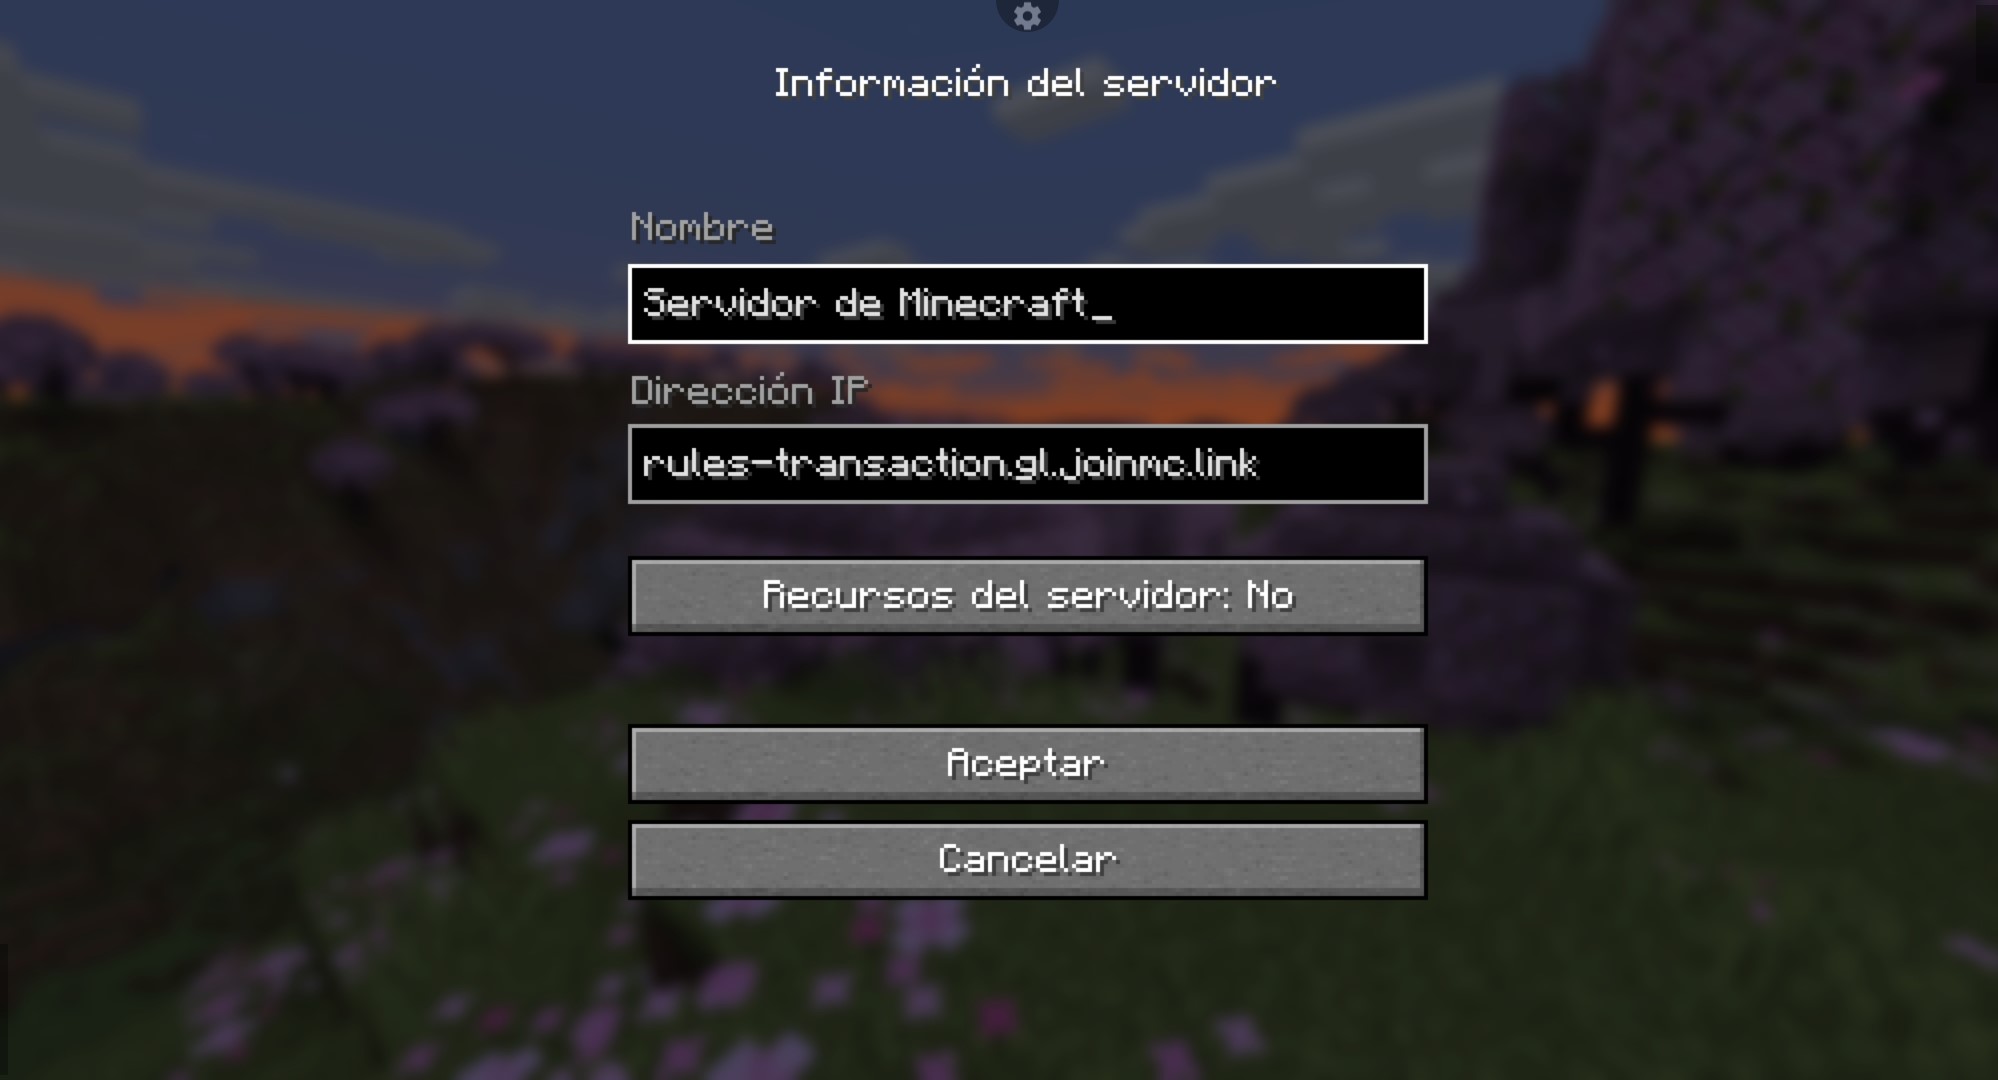 Información del servidor
Nombre
Servidor de Minecraft_
Dirección IP
rules-transaction.gl.joinmc.link
Recursos del servidor: No
Aceptar
Cancelar